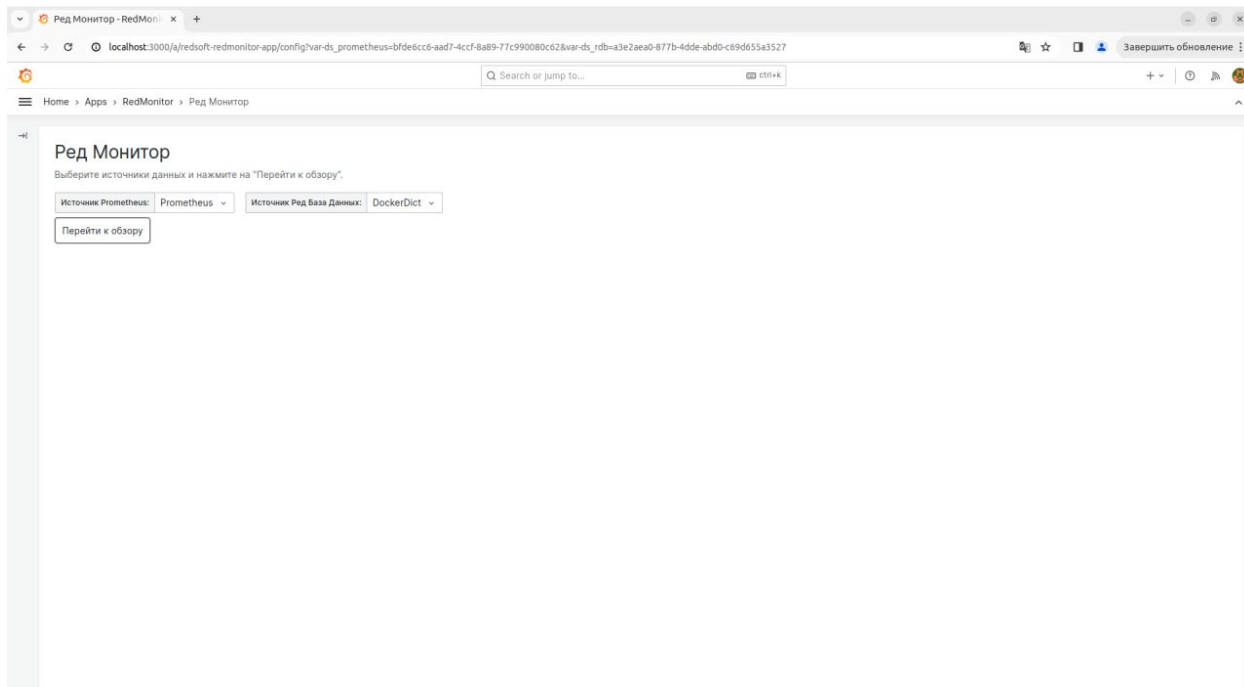 Ред Монитор - RedMoni
localhost:3000/a/redsoft-redmonitor-app/config?var-ds_prometheus=bfde6cc6-aad7-4ccf-8a89-77c990080c62&var-ds_rdb=a3e2aea0-877b-4dde-abd0-c69d655a3527
Завершить обновление
Search or jump to...
ctrl+k
Home › Apps › RedMonitor › Ред Монитор
Ред Монитор
Выберите источники данных и нажмите на "Перейти к обзору".
Источник Prometheus: Prometheus Источник Ред База Данных: DockerDict
Перейти к обзору